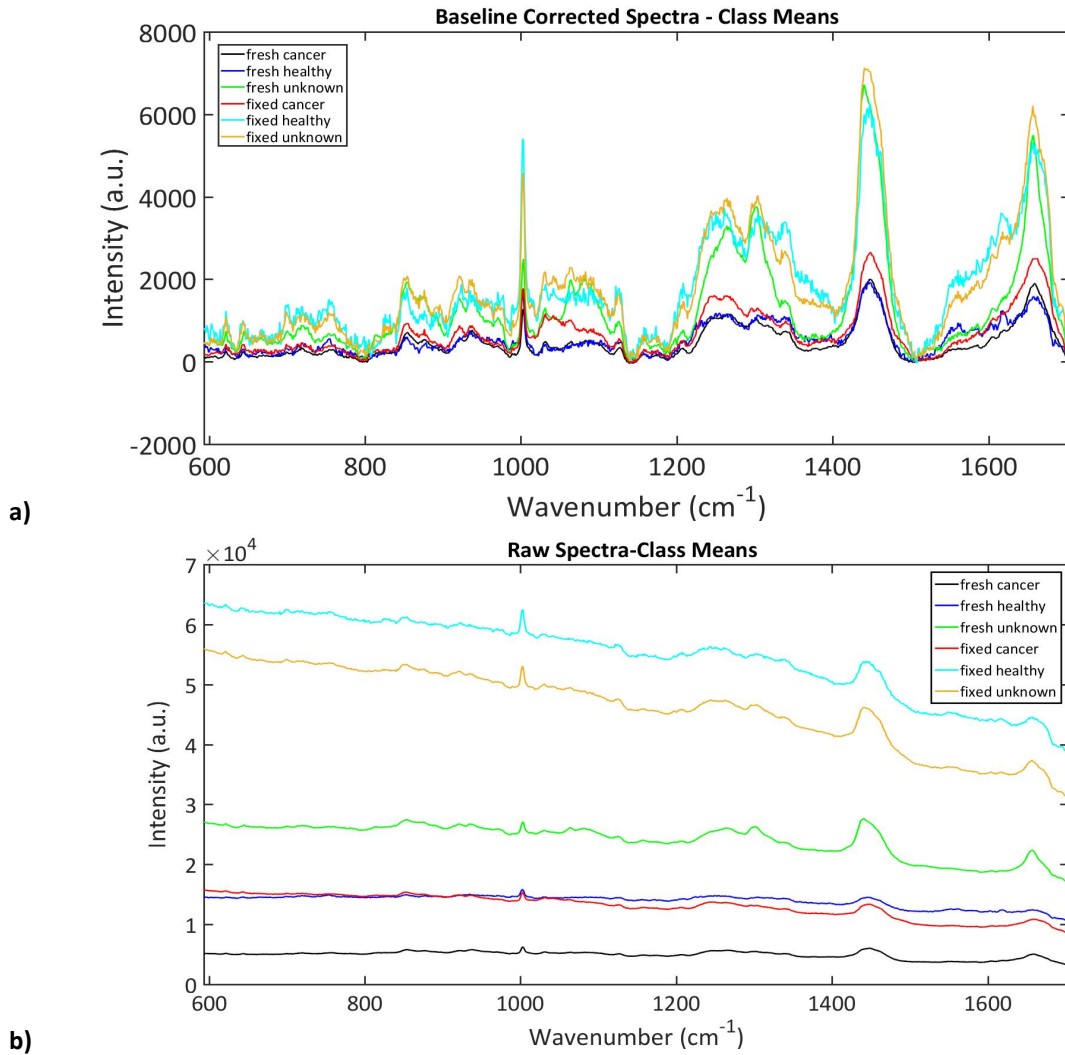 Baseline Corrected Spectra - Class Means
8000
6000
4000
2000
0
-2000
Intensity (a.u.)
fresh cancer
fresh healthy
fresh unknown
fixed cancer
fixed healthy
fixed unknown
600 800 1000 1200 1400 1600
Wavenumber (cm⁻¹)
a)
Raw Spectra-Class Means
×10⁴
7
6
5
4
3
2
1
0
Intensity (a.u.)
fresh cancer
fresh healthy
fresh unknown
fixed cancer
fixed healthy
fixed unknown
600 800 1000 1200 1400 1600
Wavenumber (cm⁻¹)
b)